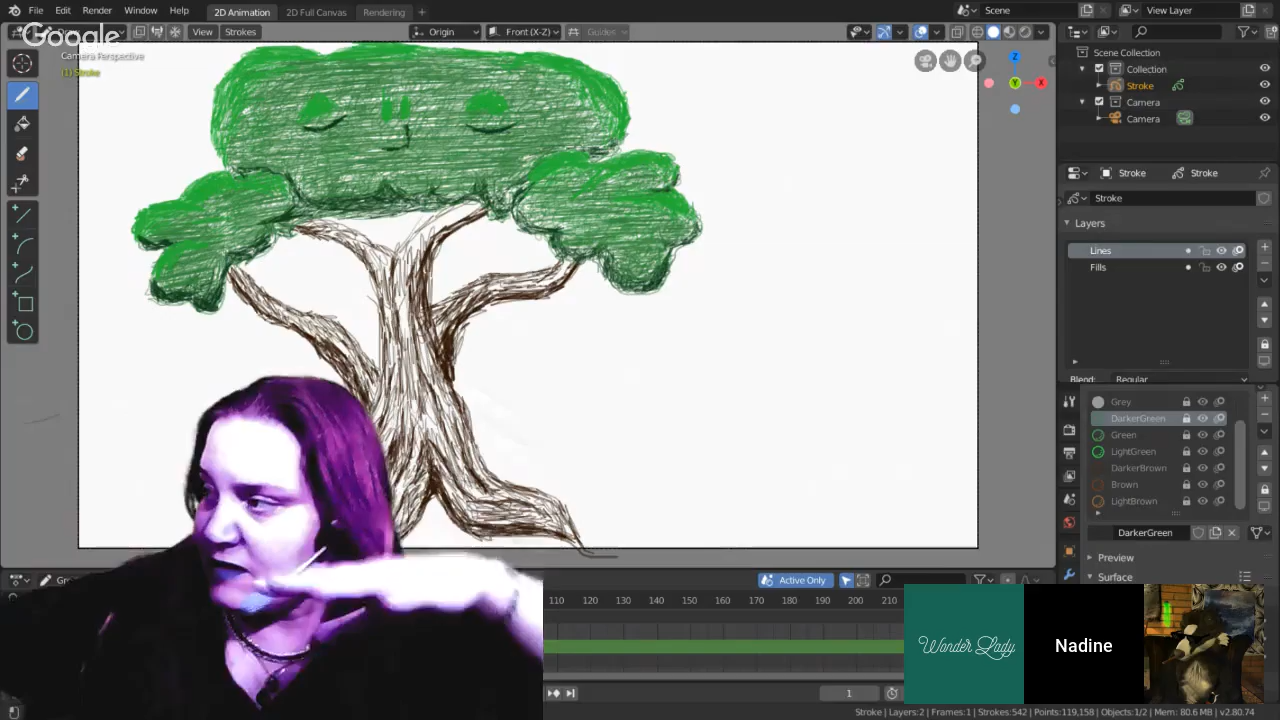 File Edit Render Window Help 2D Animation 2D Full Canvas Rendering + Scene View Layer
Google View Strokes Origin Front (X-Z) Guides
Camera Perspective
(1) Stroke
Z
Y
X
Scene Collection
Collection
Stroke
Camera
Camera
Stroke Stroke
Stroke
Layers
Lines
Fills
Blend: Regular
Grey
DarkerGreen
Green
LightGreen
DarkerBrown
Brown
LightBrown
DarkerGreen
Preview
Surface
Active Only
110 120 130 140 150 160 170 180 190 200 210
Wonder Lady
Nadine
1
Stroke | Layers:2 | Frames:1 | Strokes:542 | Points:119,158 | Objects:1/2 | Mem: 80.6 MB | v2.80.74